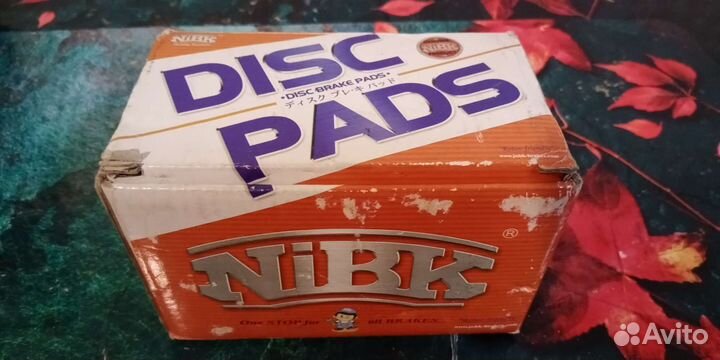 NiBK
NiBK
DISC
•DISC BRAKE PADS•
ディスク ブレーキ パッド
PADS
NiBK
®
One STOP for all BRAKES
Avito